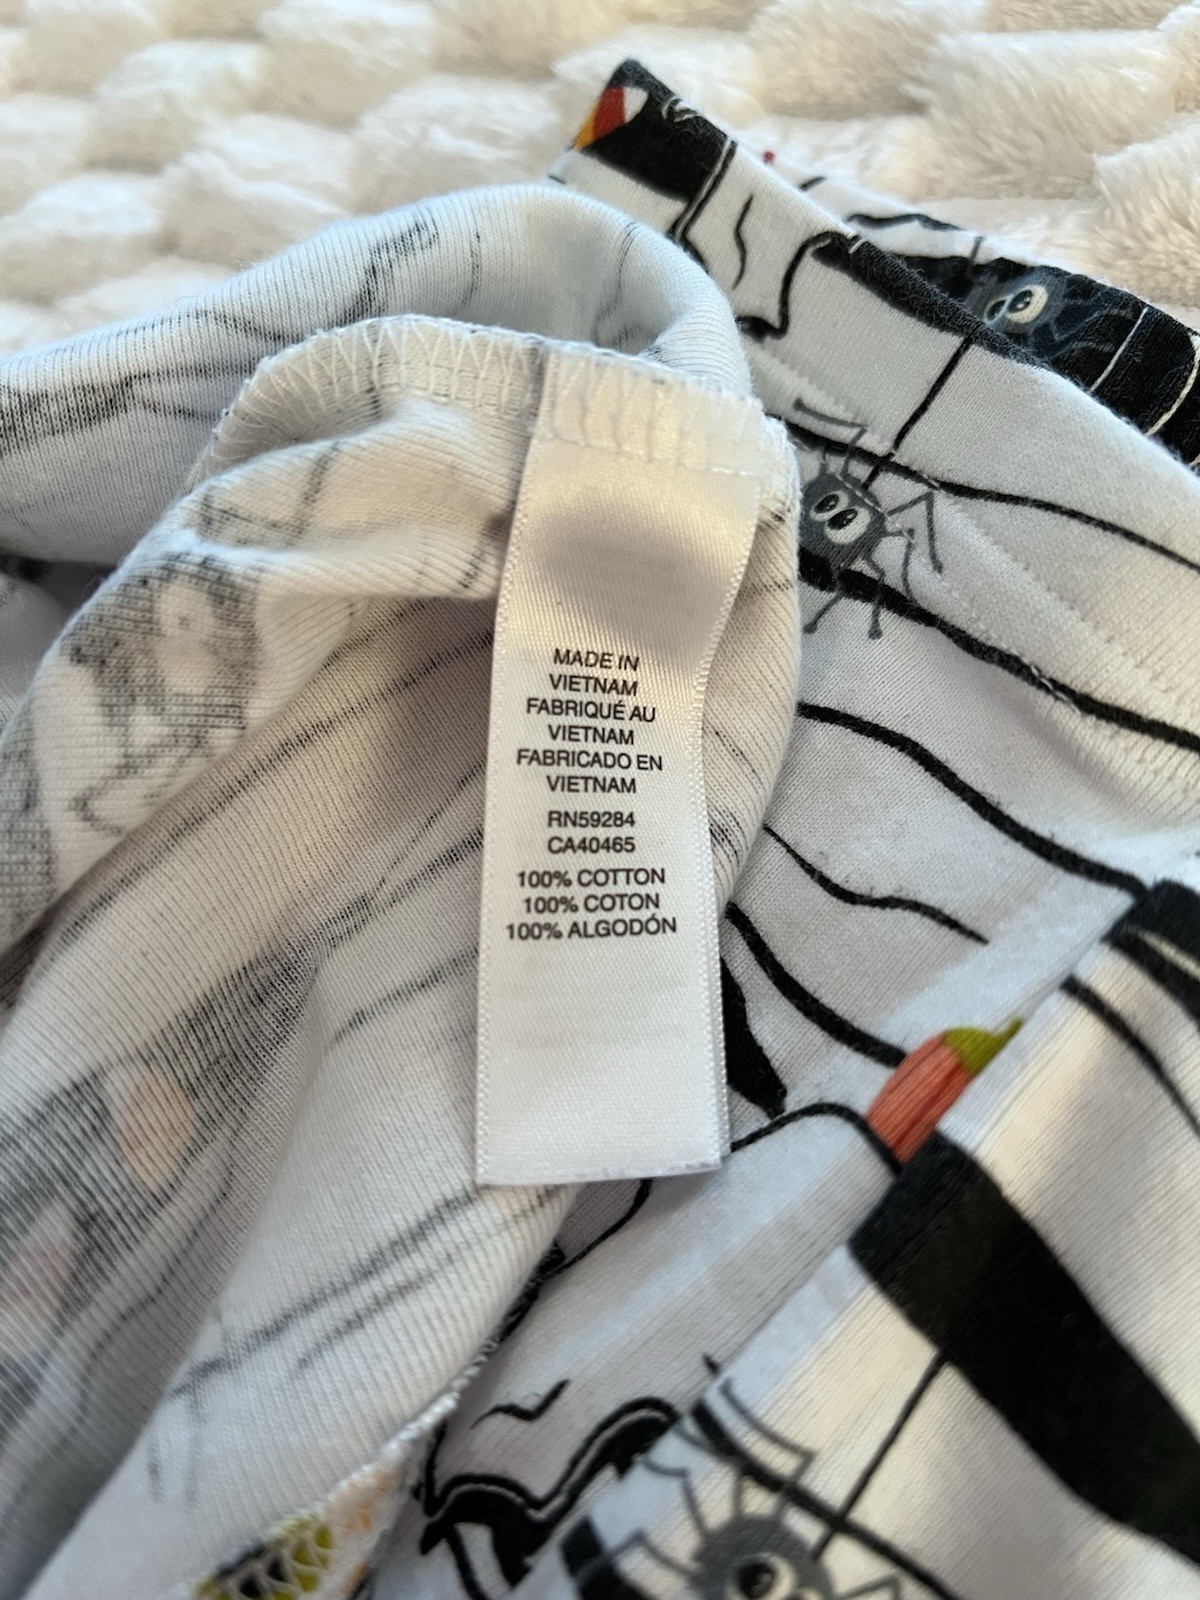 MADE IN
VIETNAM
FABRIQUÉ AU
VIETNAM
FABRICADO EN
VIETNAM
RN59284
CA40465
100% COTTON
100% COTON
100% ALGODÓN